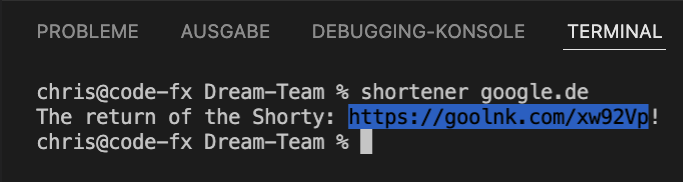 PROBLEME AUSGABE DEBUGGING-KONSOLE TERMINAL
chris@code-fx Dream-Team % shortener google.de
The return of the Shorty: https://goolnk.com/xw92Vp!
chris@code-fx Dream-Team %